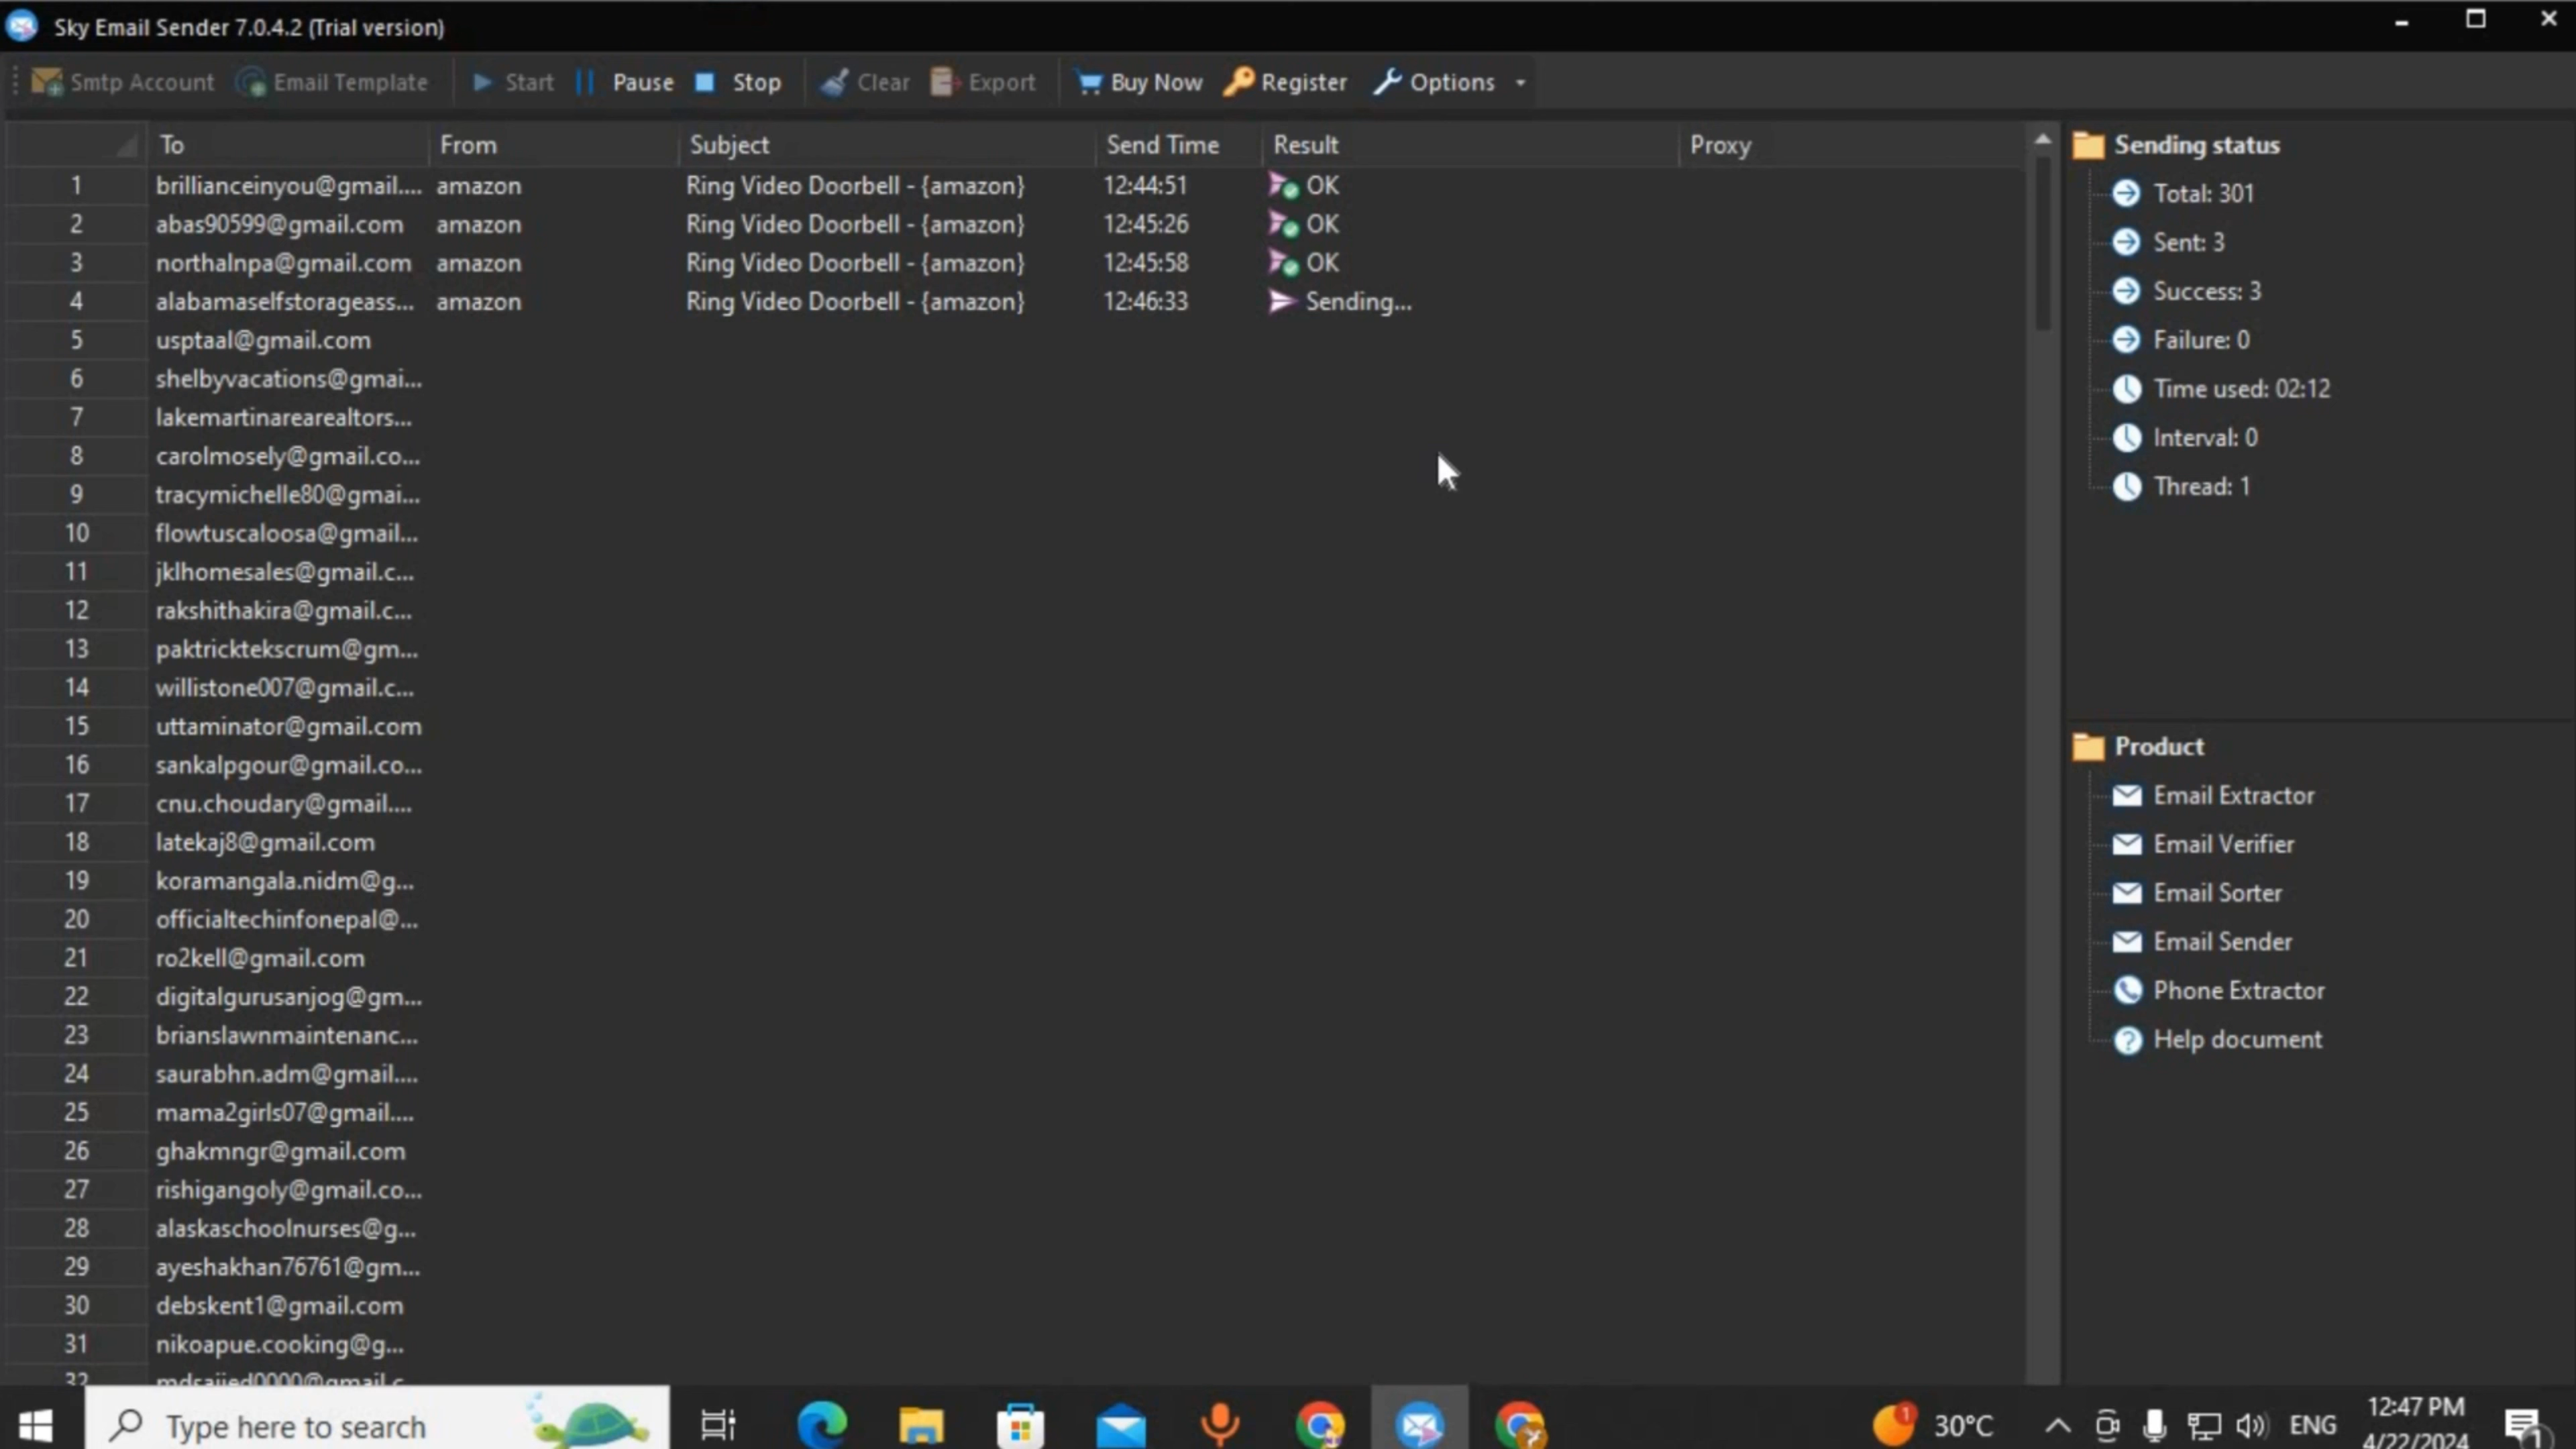 Sky Email Sender 7.0.4.2 (Trial version)
Smtp Account Email Template Start Pause Stop Clear Export Buy Now Register Options
To From Subject Send Time Result Proxy
1 brillianceinyou@gmail.... amazon Ring Video Doorbell - {amazon} 12:44:51 OK
2 abas90599@gmail.com amazon Ring Video Doorbell - {amazon} 12:45:26 OK
3 northalnpa@gmail.com amazon Ring Video Doorbell - {amazon} 12:45:58 OK
4 alabamaselfstorageass... amazon Ring Video Doorbell - {amazon} 12:46:33 Sending...
5 usptaal@gmail.com
6 shelbyvacations@gmai...
7 lakemartinarearealtors...
8 carolmosely@gmail.co...
9 tracymichelle80@gmai...
10 flowtuscaloosa@gmail...
11 jklhomesales@gmail.c...
12 rakshithakira@gmail.c...
13 paktricktekscrum@gm...
14 willistone007@gmail.c...
15 uttaminator@gmail.com
16 sankalpgour@gmail.co...
17 cnu.choudary@gmail....
18 latekaj8@gmail.com
19 koramangala.nidm@g...
20 officialtechinfonepal@...
21 ro2kell@gmail.com
22 digitalgurusanjog@gm...
23 brianslawnmaintenanc...
24 saurabhn.adm@gmail....
25 mama2girls07@gmail....
26 ghakmngr@gmail.com
27 rishigangoly@gmail.co...
28 alaskaschoolnurses@g...
29 ayeshakhan76761@gm...
30 debskent1@gmail.com
31 nikoapue.cooking@g...
32
Sending status
Total: 301
Sent: 3
Success: 3
Failure: 0
Time used: 02:12
Interval: 0
Thread: 1
Product
Email Extractor
Email Verifier
Email Sorter
Email Sender
Phone Extractor
Help document
Type here to search
1 30°C ENG 12:47 PM
4/22/2024 1